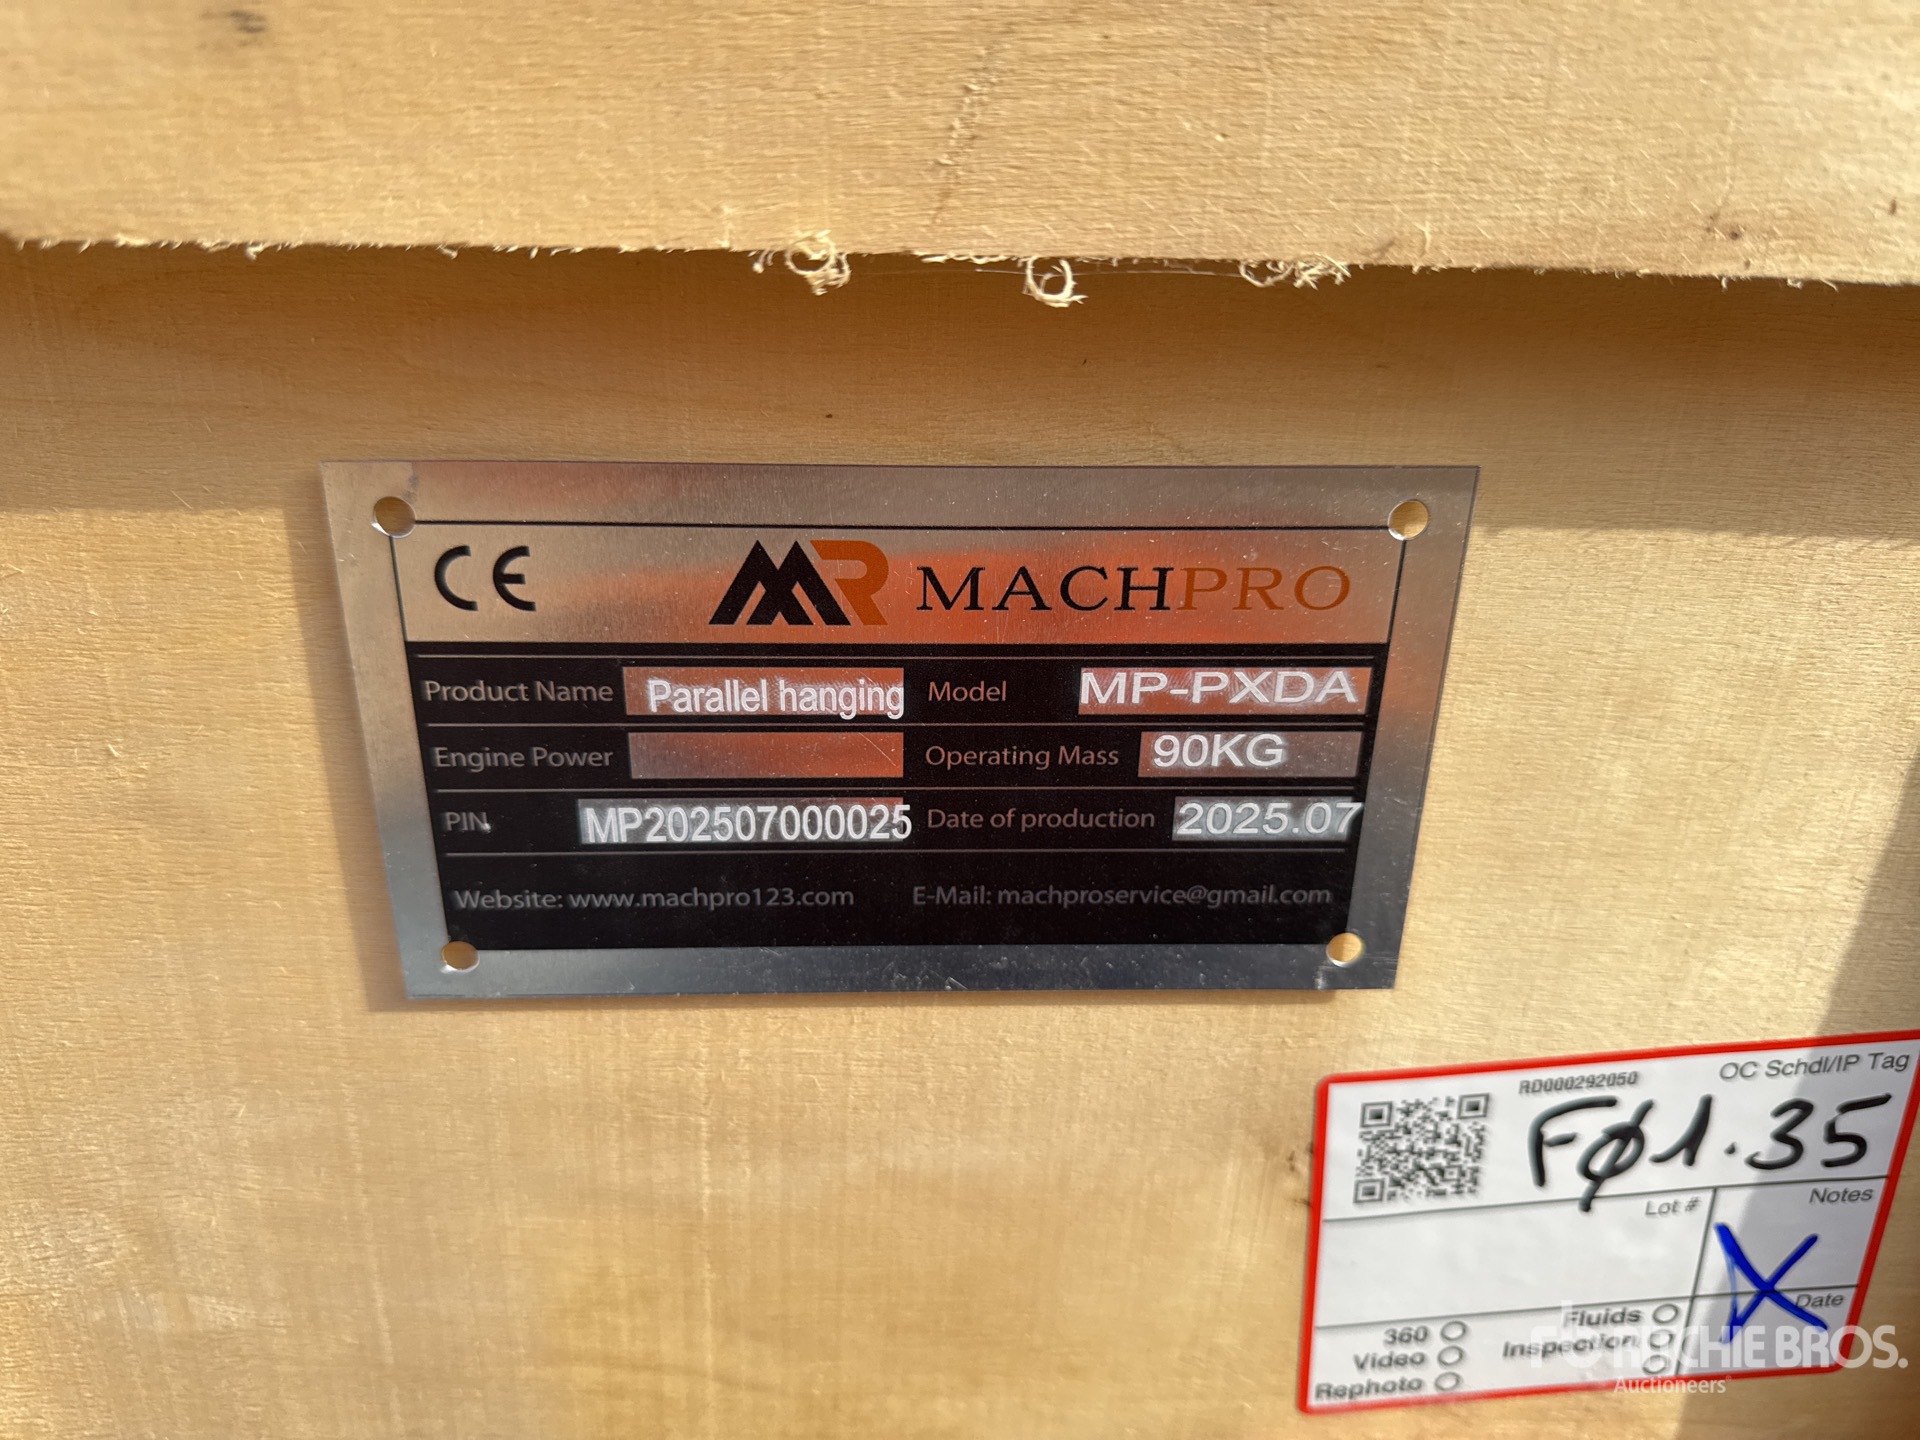 CE MACHPRO
Product Name Parallel hanging Model MP-PXDA
Engine Power Operating Mass 90KG
PIN MP202507000025 Date of production 2025.07
Website: www.machpro123.com E-Mail: machproservice@gmail.com
RD000292050 OC Schdl/IP Tag
FØ1.35
Lot # Notes
X
Date
360 Fluids
Video Inspection
Rephoto
RITCHIE BROS.
Auctioneers